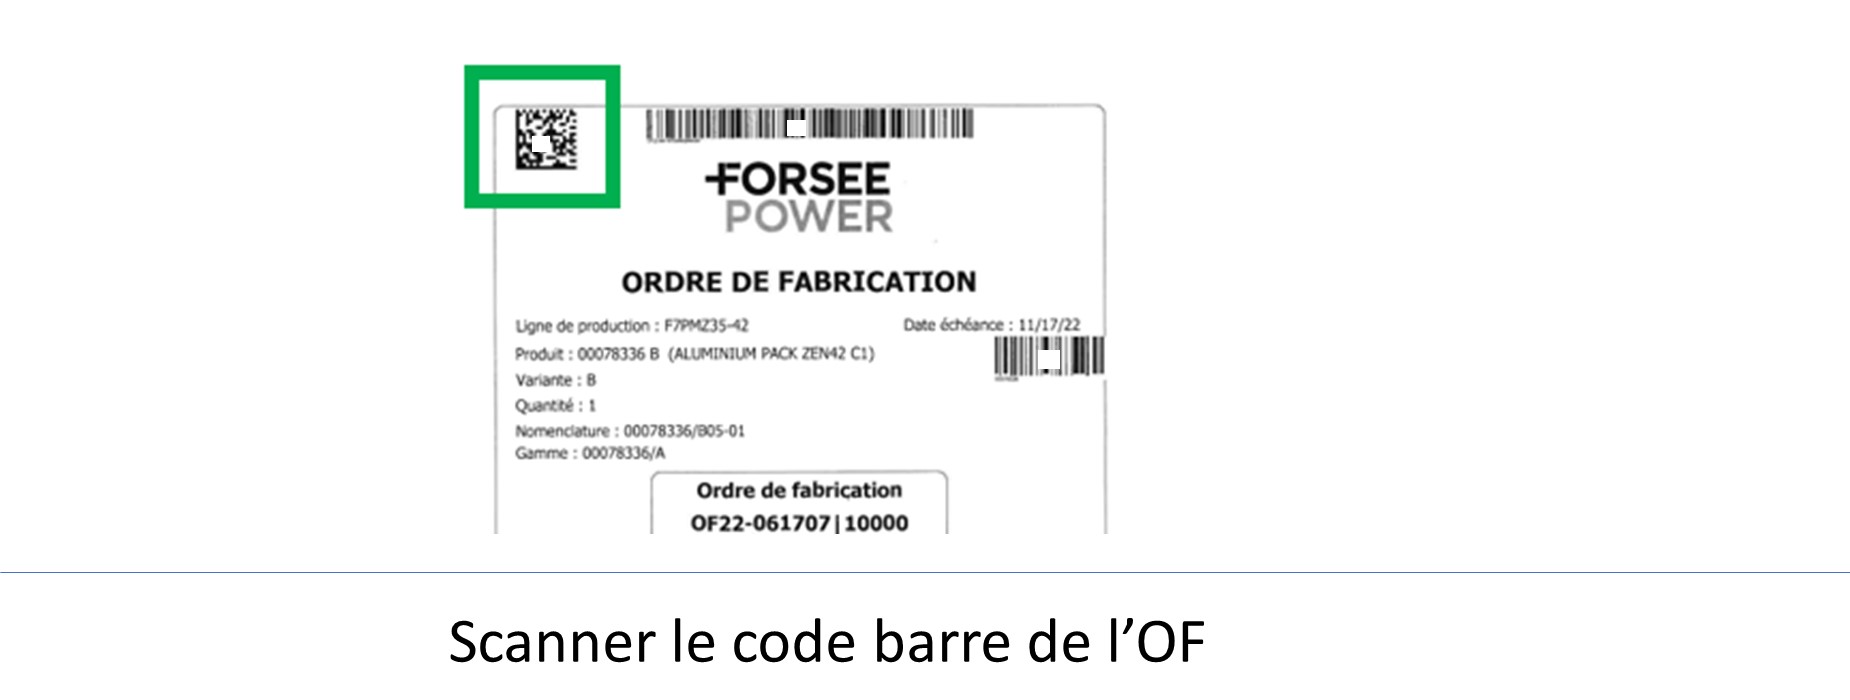 FORSEE
POWER
ORDRE DE FABRICATION
Ligne de production : F7PMZ35-42
Date échéance : 11/17/22
Produit : 00078336 B (ALUMINIUM PACK ZEN42 C1)
Variante : B
Quantité : 1
Nomenclature : 00078336/B05-01
Gamme : 00078336/A
Ordre de fabrication
OF22-061707|10000
Scanner le code barre de l’OF